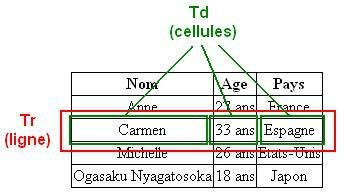 Td
(cellules)
Nom Age Pays
Anne 27 ans France
Tr
(ligne)
Carmen 33 ans Espagne
Michelle 26 ans Etats-Unis
Ogasaku Nyagatosoka 18 ans Japon